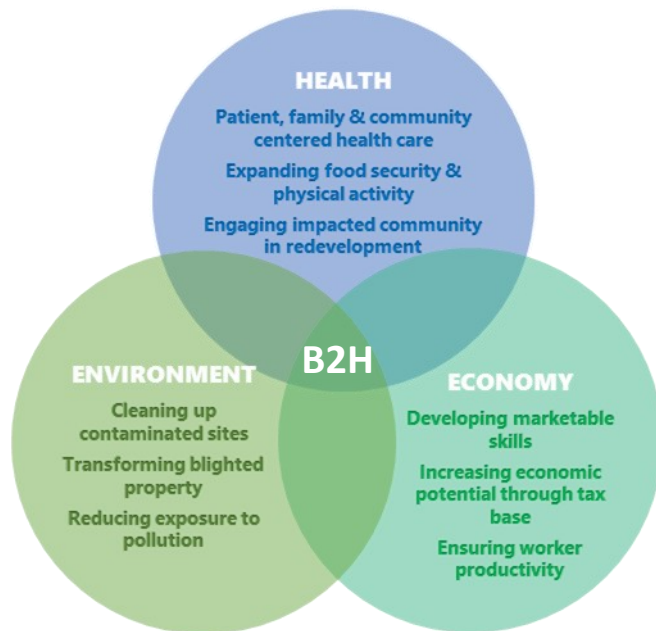 HEALTH
Patient, family & community
centered health care
Expanding food security &
physical activity
Engaging impacted community
in redevelopment
B2H
ENVIRONMENT
Cleaning up
contaminated sites
Transforming blighted
property
Reducing exposure to
pollution
ECONOMY
Developing marketable
skills
Increasing economic
potential through tax
base
Ensuring worker
productivity